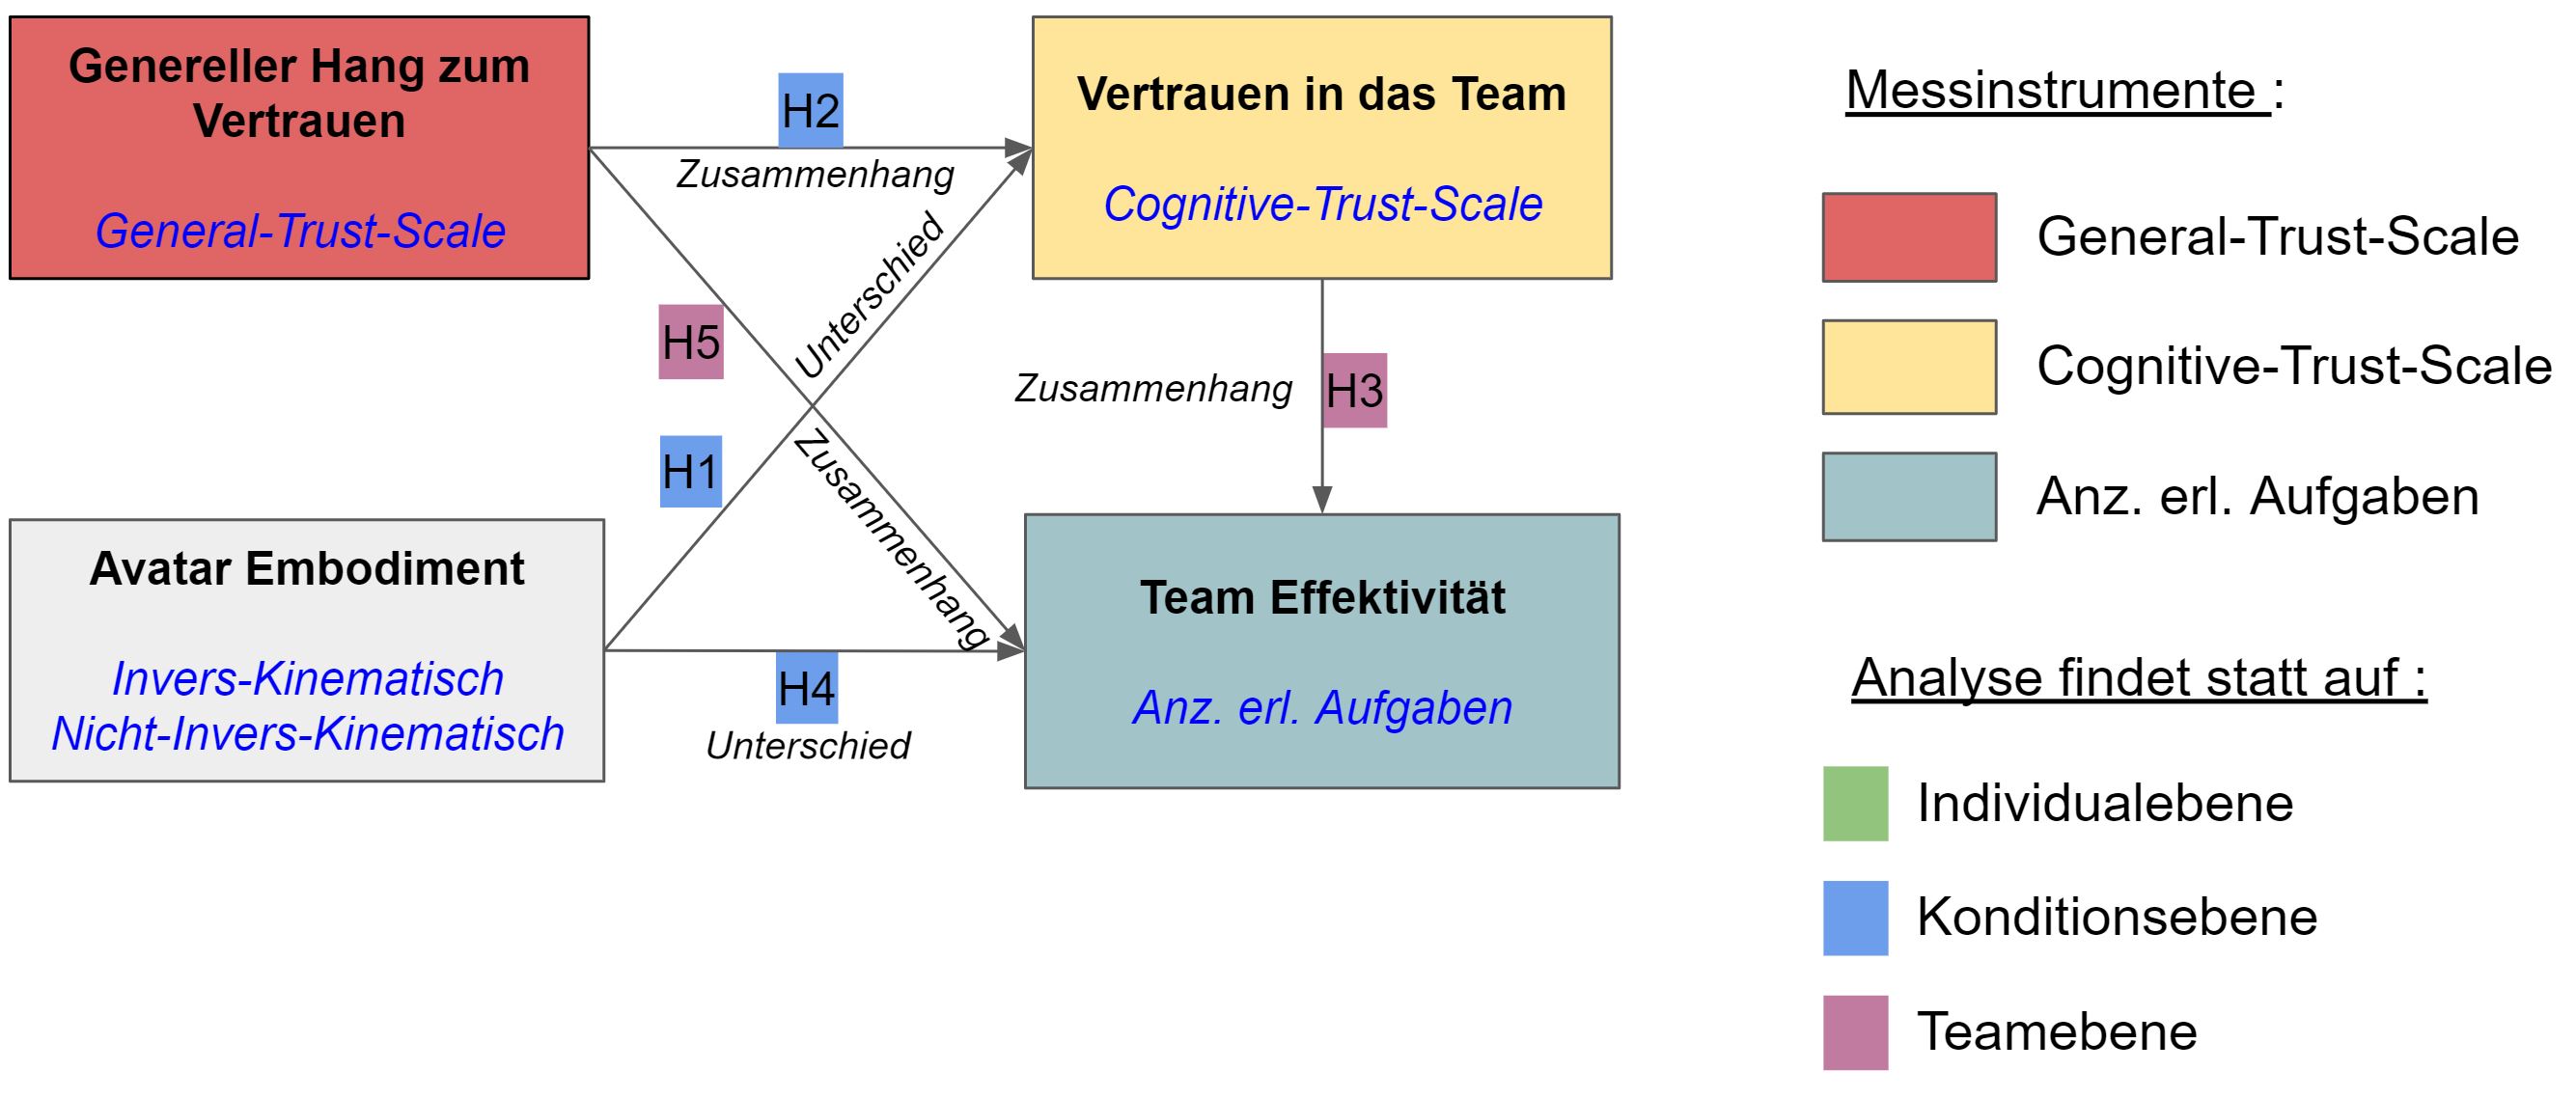 Genereller Hang zum
Vertrauen
General-Trust-Scale
H2
Zusammenhang
Vertrauen in das Team
Cognitive-Trust-Scale
H5
Unterschied
H1
Zusammenhang
Zusammenhang
H3
Avatar Embodiment
Invers-Kinematisch
Nicht-Invers-Kinematisch
H4
Unterschied
Team Effektivität
Anz. erl. Aufgaben
Messinstrumente :
General-Trust-Scale
Cognitive-Trust-Scale
Anz. erl. Aufgaben
Analyse findet statt auf :
Individualebene
Konditionsebene
Teamebene